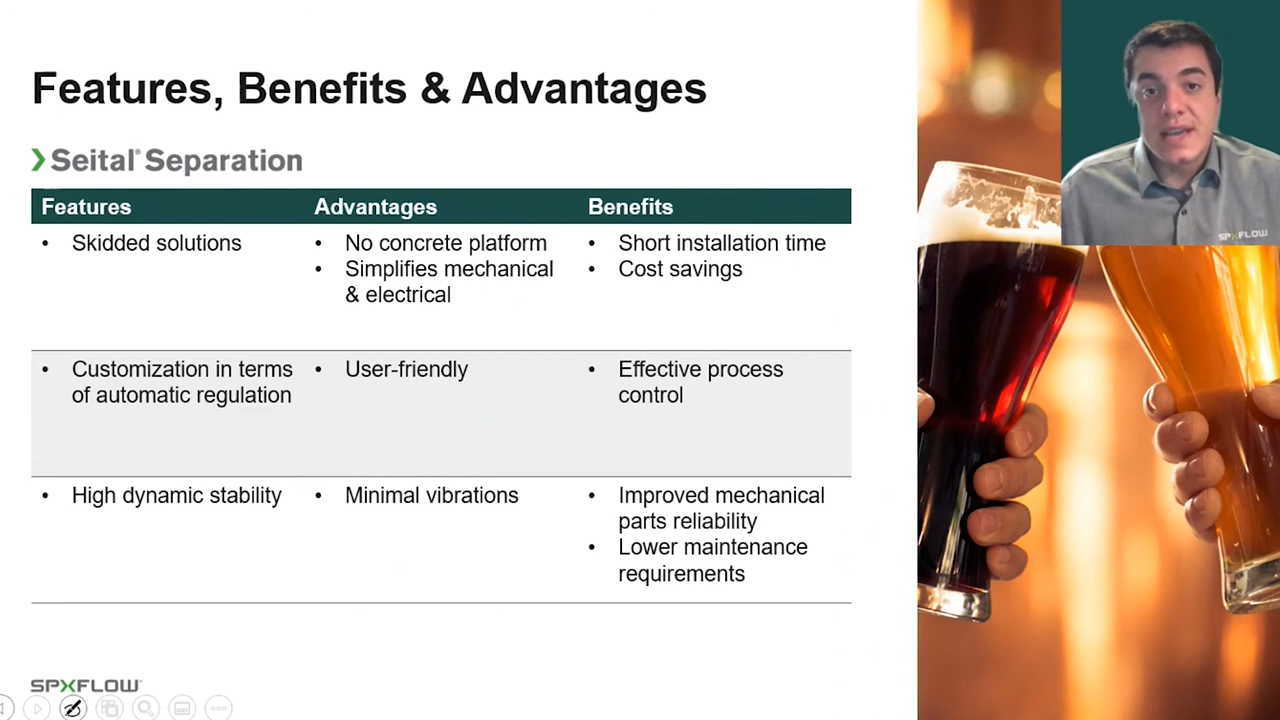 Features, Benefits & Advantages
Seital® Separation
Features Advantages Benefits
• Skidded solutions
• No concrete platform
• Simplifies mechanical
& electrical
• Short installation time
• Cost savings
• Customization in terms
of automatic regulation
• User-friendly
• Effective process
control
• High dynamic stability
• Minimal vibrations
• Improved mechanical
parts reliability
• Lower maintenance
requirements
SPXFLOW
SPXFLOW